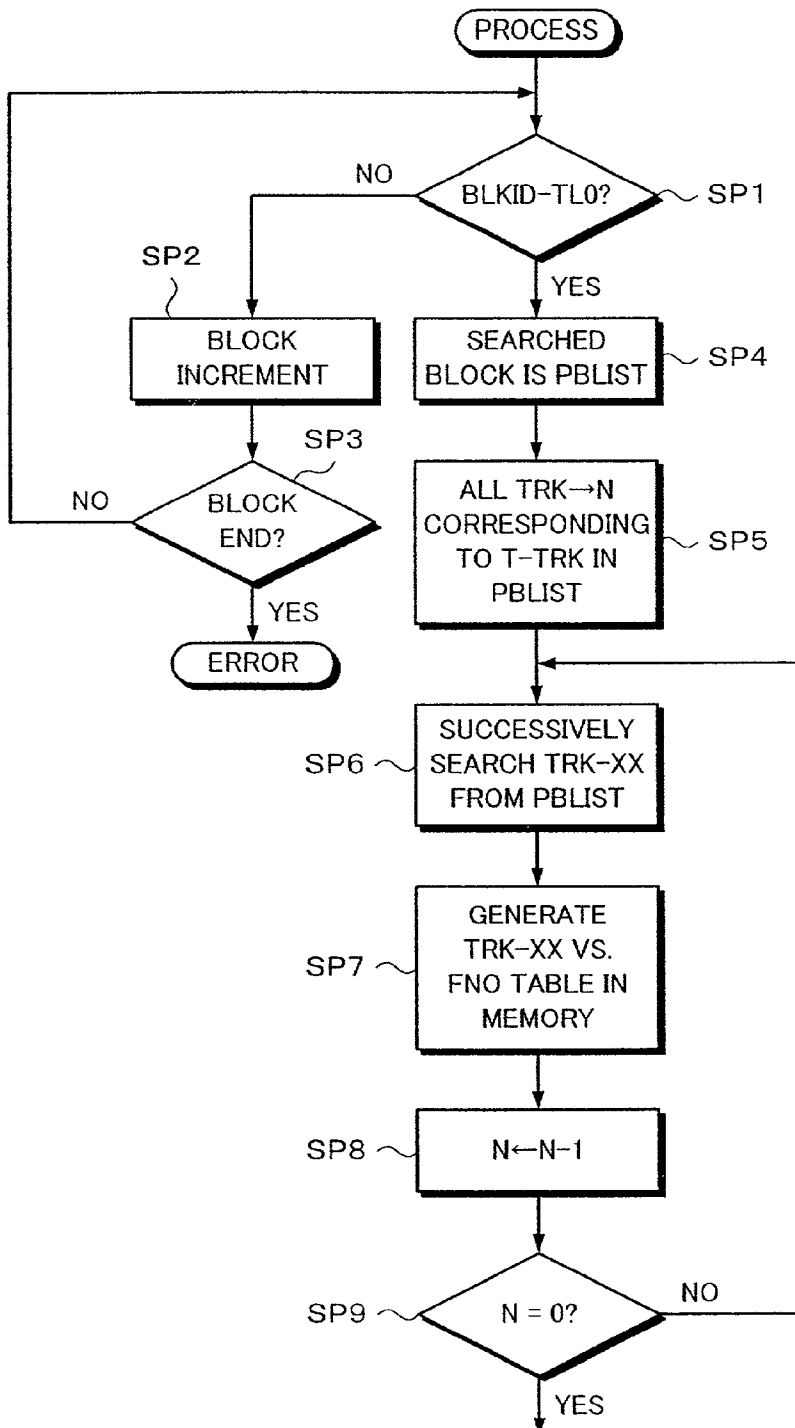 PROCESS
NO
BLKID-TL0?
SP1
SP2
YES
BLOCK
INCREMENT
SEARCHED
BLOCK IS PBLIST
SP4
SP3
NO
BLOCK
END?
ALL TRK→N
CORRESPONDING
TO T-TRK IN
PBLIST
SP5
YES
ERROR
SP6
SUCCESSIVELY
SEARCH TRK-XX
FROM PBLIST
SP7
GENERATE
TRK-XX VS.
FNO TABLE IN
MEMORY
SP8
N←N-1
SP9
N = 0?
NO
YES